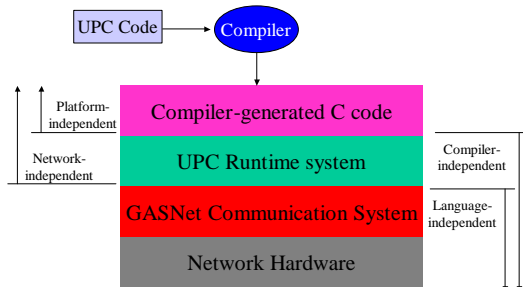 UPC Code
Compiler
Platform-
independent
Compiler-generated C code
Network-
independent
UPC Runtime system
Compiler-
independent
GASNet Communication System
Language-
independent
Network Hardware